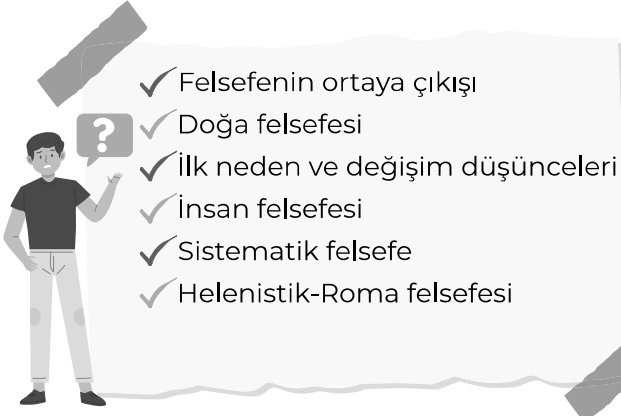 ?
Felsefenin ortaya çıkışı
Doğa felsefesi
İlk neden ve değişim düşünceleri
İnsan felsefesi
Sistematik felsefe
Helenistik-Roma felsefesi